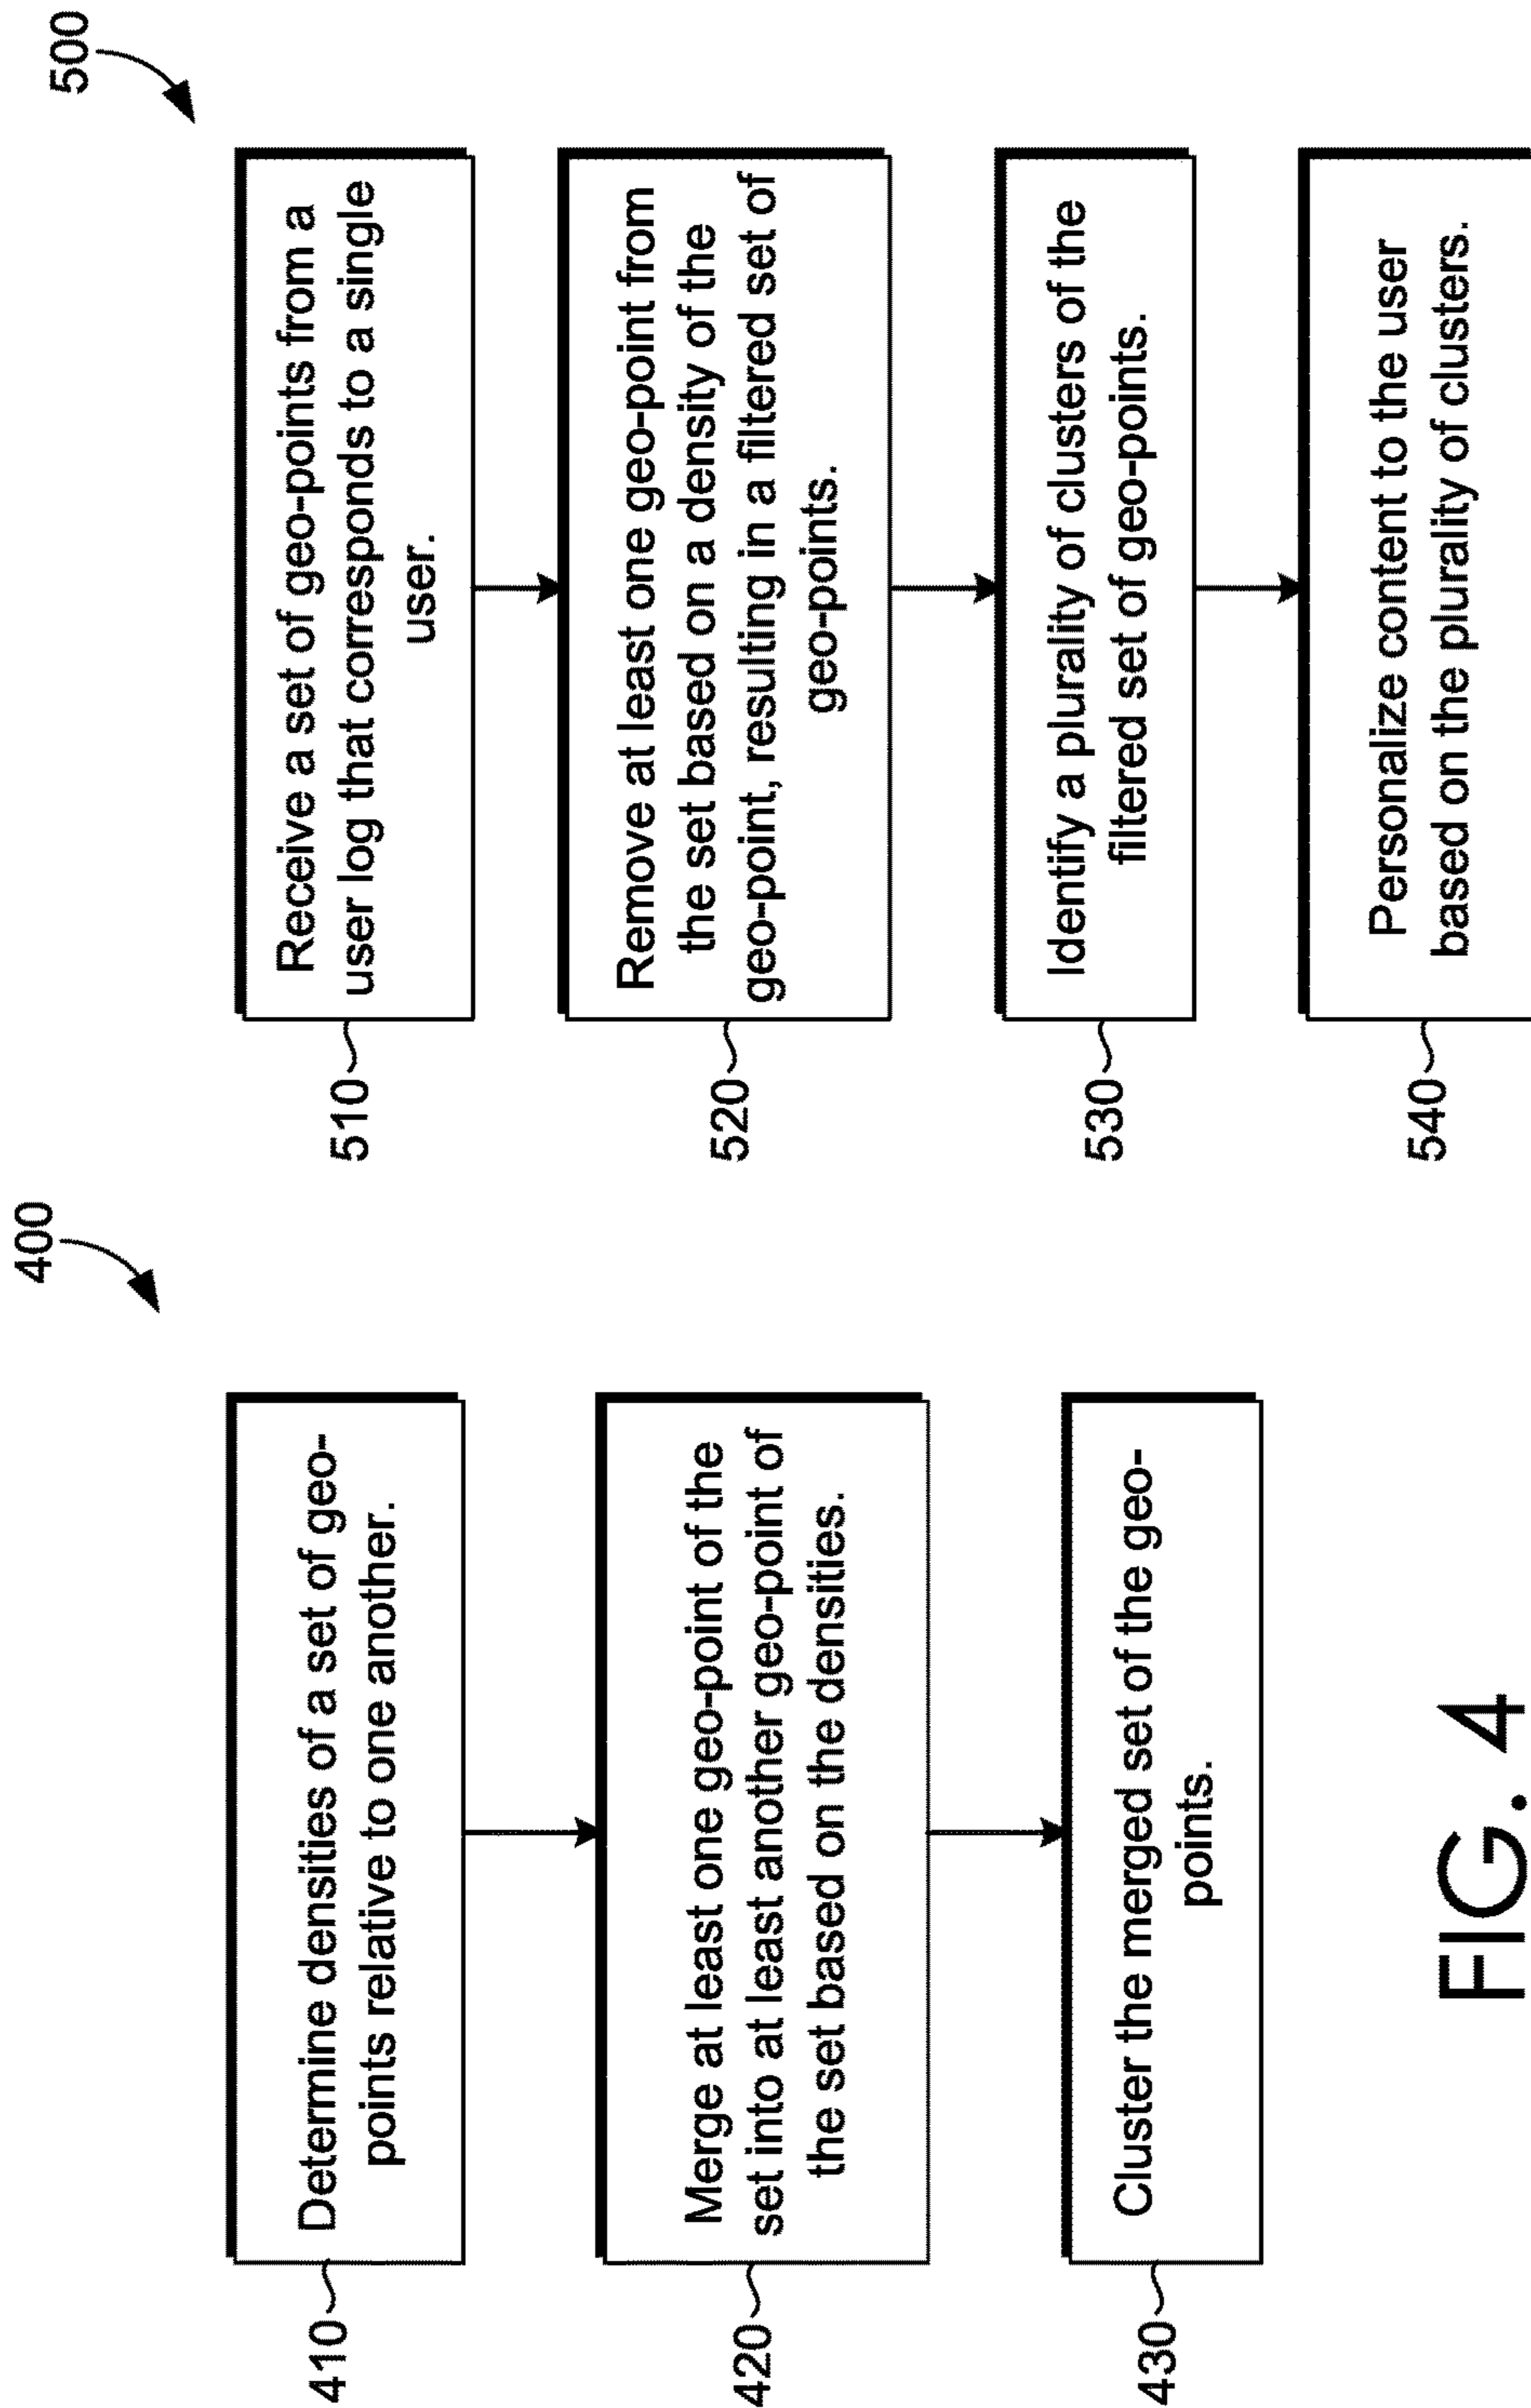 400
410
Determine densities of a set of geo-
points relative to one another.
420
Merge at least one geo-point of the
set into at least another geo-point of
the set based on the densities.
430
Cluster the merged set of the geo-
points.
FIG. 4
500
510
Receive a set of geo-points from a
user log that corresponds to a single
user.
520
Remove at least one geo-point from
the set based on a density of the
geo-point, resulting in a filtered set of
geo-points.
530
Identify a plurality of clusters of the
filtered set of geo-points.
540
Personalize content to the user
based on the plurality of clusters.